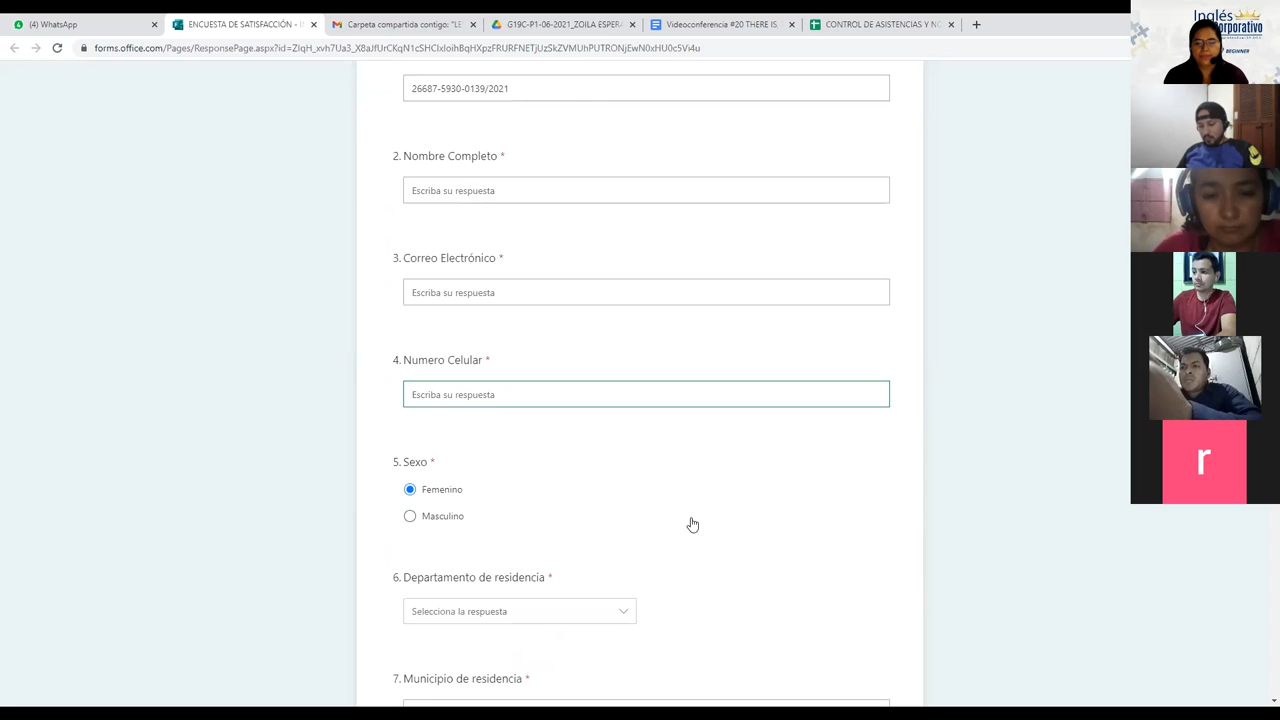 (4) WhatsApp
ENCUESTA DE SATISFACCIÓN - I
Carpeta compartida contigo: "LE
G19C-P1-06-2021_ZOILA ESPER
Videoconferencia #20 THERE IS,
CONTROL DE ASISTENCIAS Y NO
forms.office.com/Pages/ResponsePage.aspx?id=
26687-5930-0139/2021
2. Nombre Completo *
Escriba su respuesta
3. Correo Electrónico *
Escriba su respuesta
4. Numero Celular *
Escriba su respuesta
5. Sexo *
Femenino
Masculino
6. Departamento de residencia *
Selecciona la respuesta
7. Municipio de residencia *
Inglés
BEGINNER
r